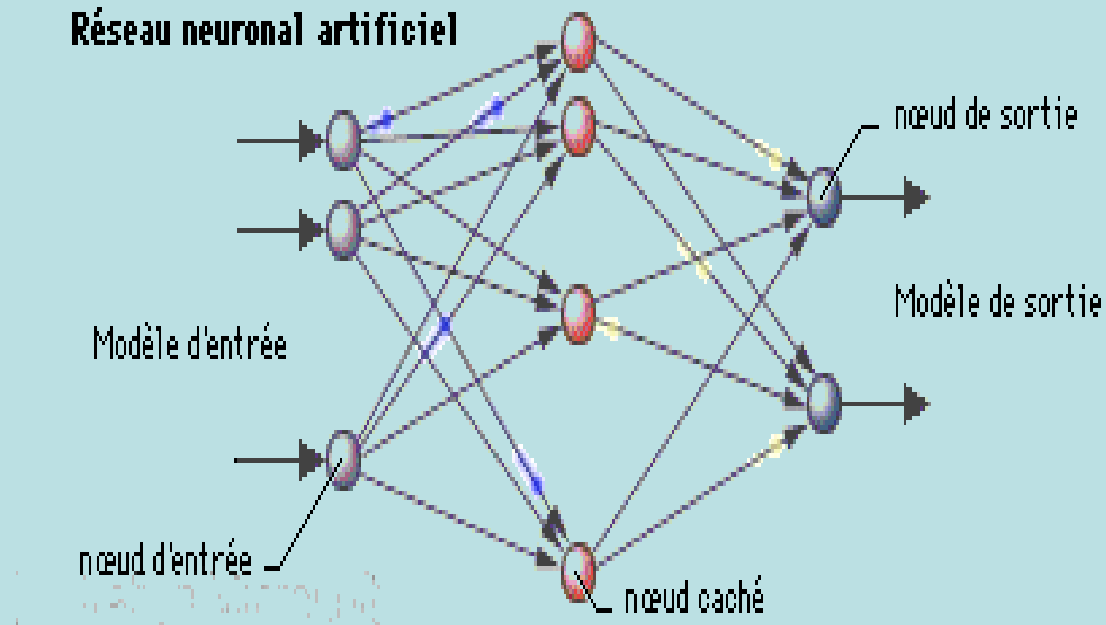 Réseau neuronal artificiel
nœud de sortie
Modèle de sortie
Modèle d'entrée
nœud d'entrée
nœud caché